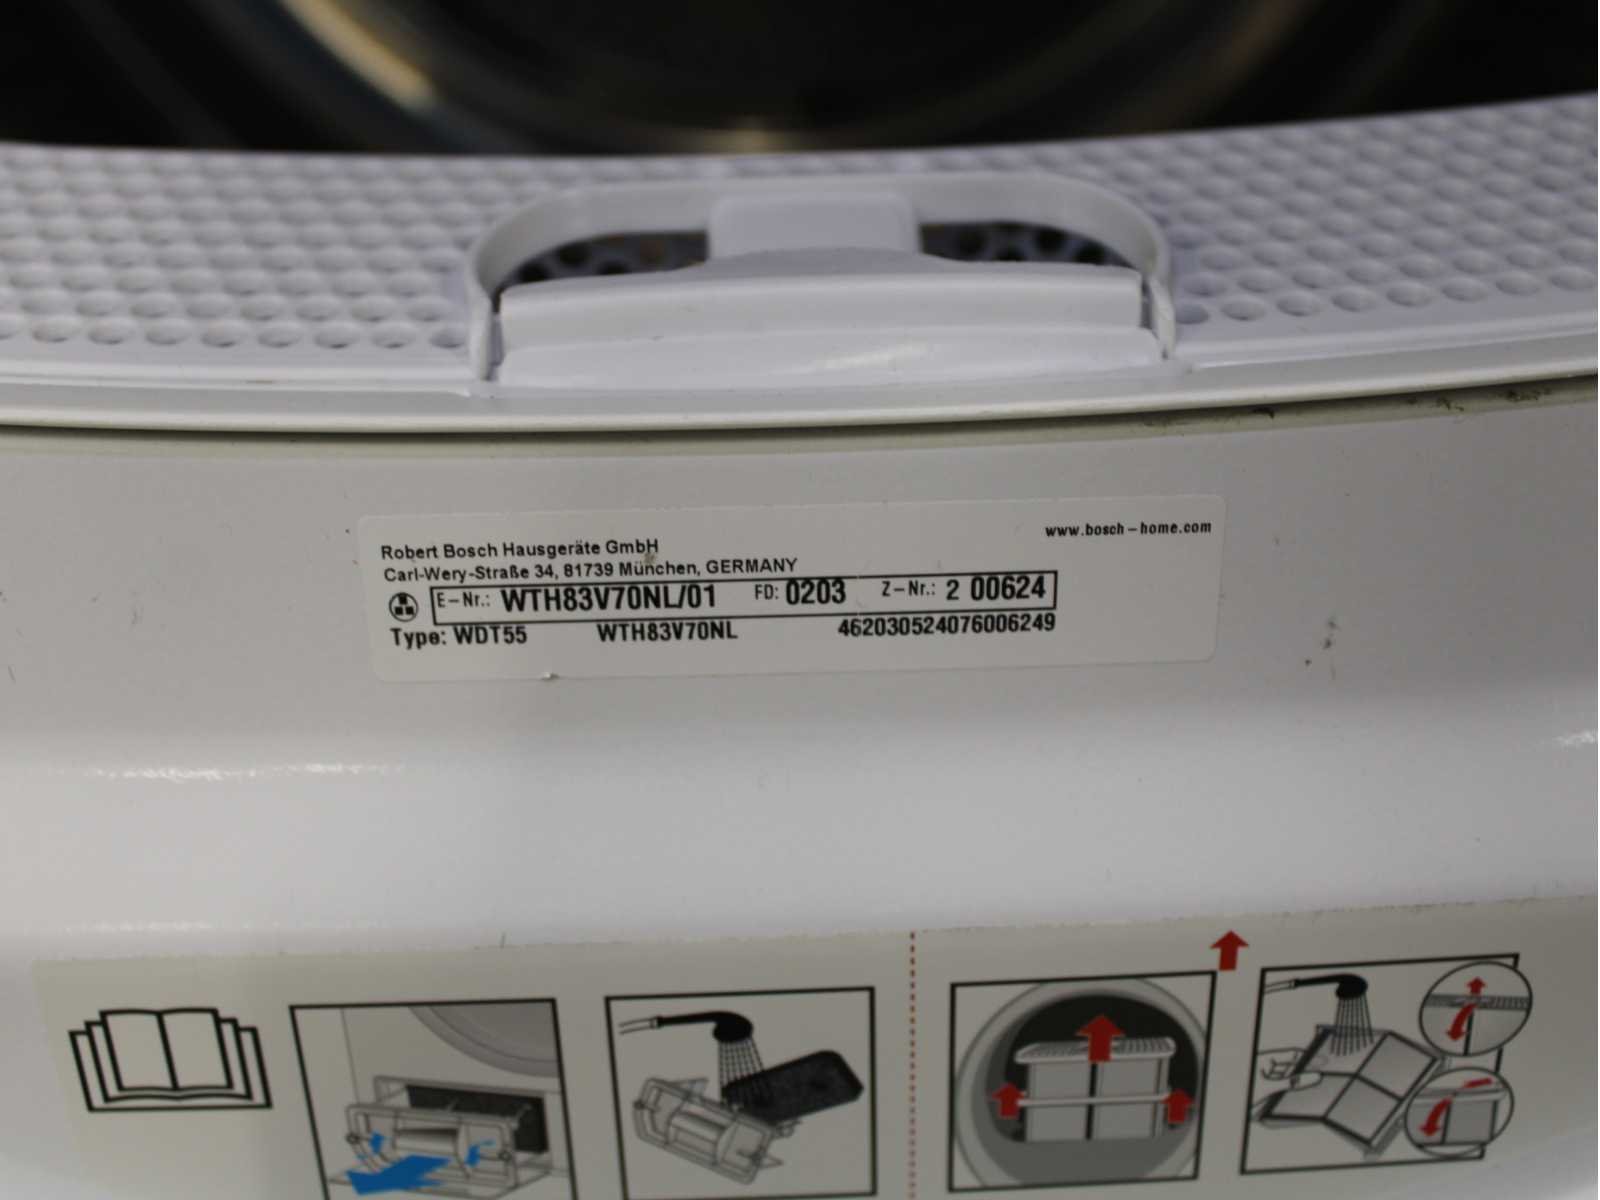 www.bosch-home.com
Robert Bosch Hausgeräte GmbH
Carl-Wery-Straße 34, 81739 München, GERMANY
E-Nr.: WTH83V70NL/01 FD: 0203 Z-Nr.: 2 00624
Type: WDT55 WTH83V70NL 462030524076006249